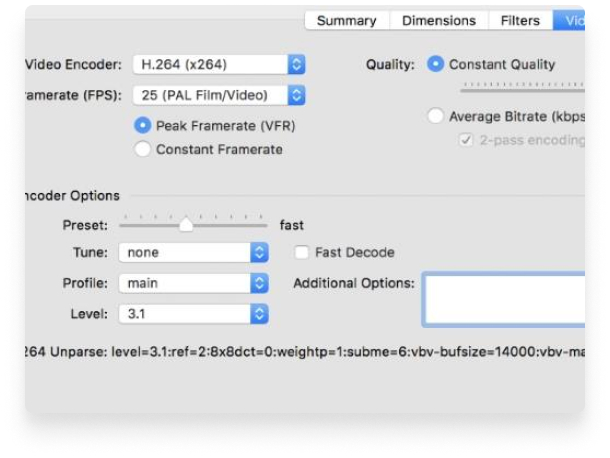 Summary Dimensions Filters Vid
Video Encoder: H.264 (x264) Quality: Constant Quality
ramerate (FPS): 25 (PAL Film/Video)
Peak Framerate (VFR) Average Bitrate (kbps
Constant Framerate 2-pass encoding
ncoder Options
Preset: fast
Tune: none Fast Decode
Profile: main Additional Options:
Level: 3.1
264 Unparse: level=3.1:ref=2:8x8dct=0:weightp=1:subme=6:vbv-bufsize=14000:vbv-ma